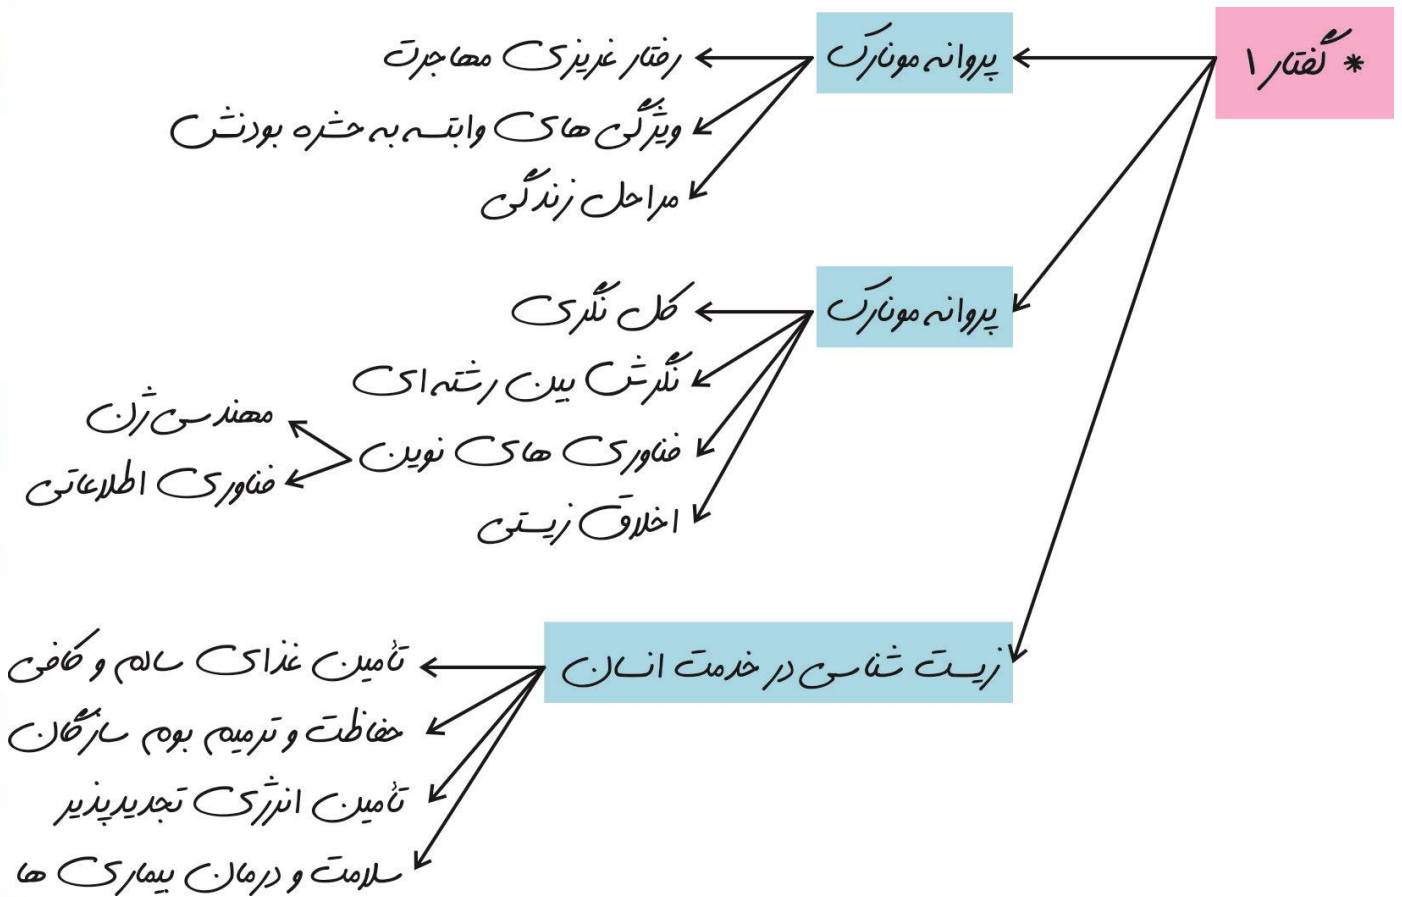 * گفتار ۱
پروانه مونارک
رفتار غریزی مهاجرت
ویژگی های وابسته به حشره بودنش
مراحل زندگی
پروانه مونارک
کل نگری
نگرش بین رشته ای
فناوری های نوین
مهندسی ژن
فناوری اطلاعاتی
اخلاق زیستی
زیست شناسی در خدمت انسان
تأمین غذای سالم و کافی
حفاظت و ترمیم بوم سازگان
تأمین انرژی تجدیدپذیر
سلامت و درمان بیماری ها